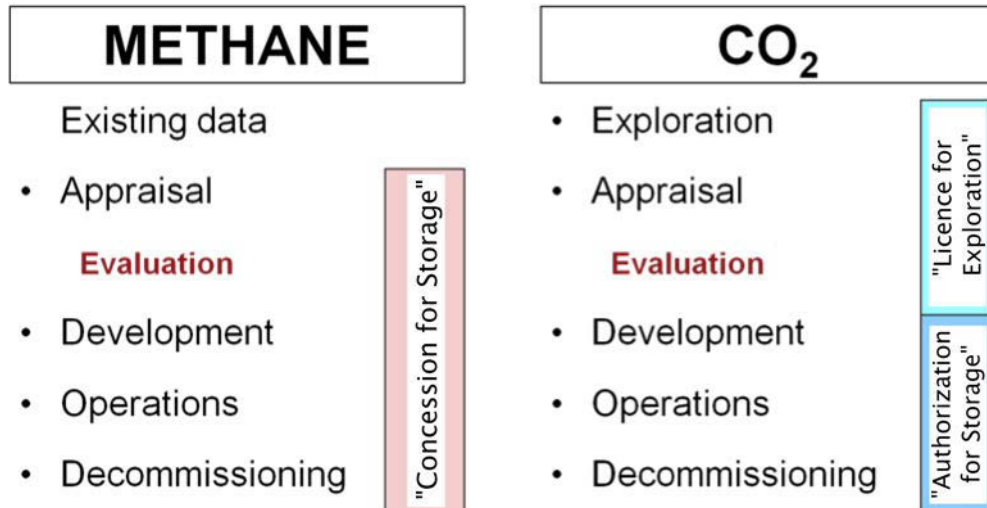 METHANE
Existing data
• Appraisal
Evaluation
• Development
• Operations
• Decommissioning
"Concession for Storage"
CO₂
• Exploration
• Appraisal
Evaluation
• Development
• Operations
• Decommissioning
"Licence for
Exploration"
"Authorization
for Storage"